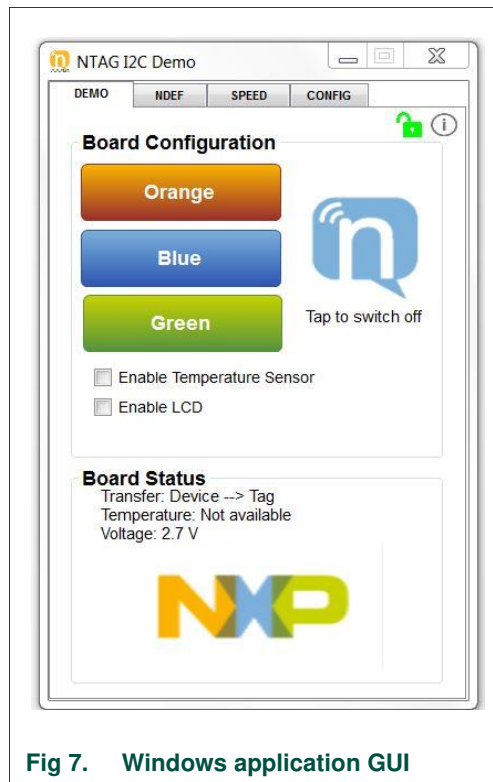 NTAG I2C Demo
DEMO NDEF SPEED CONFIG
Board Configuration
Orange
Blue
Green
Tap to switch off
Enable Temperature Sensor
Enable LCD
Board Status
Transfer: Device --> Tag
Temperature: Not available
Voltage: 2.7 V
NXP
Fig 7. Windows application GUI